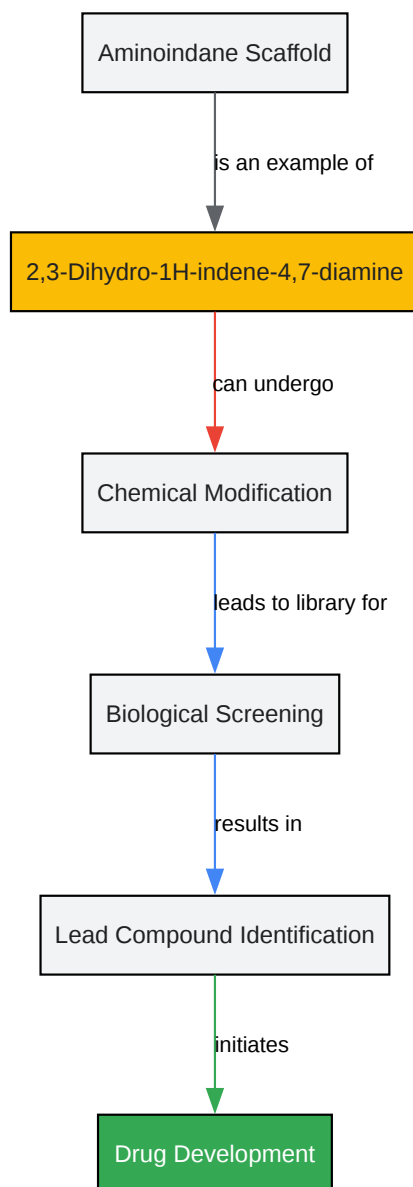 Aminoindane Scaffold
is an example of
2,3-Dihydro-1H-indene-4,7-diamine
can undergo
Chemical Modification
leads to library for
Biological Screening
results in
Lead Compound Identification
initiates
Drug Development